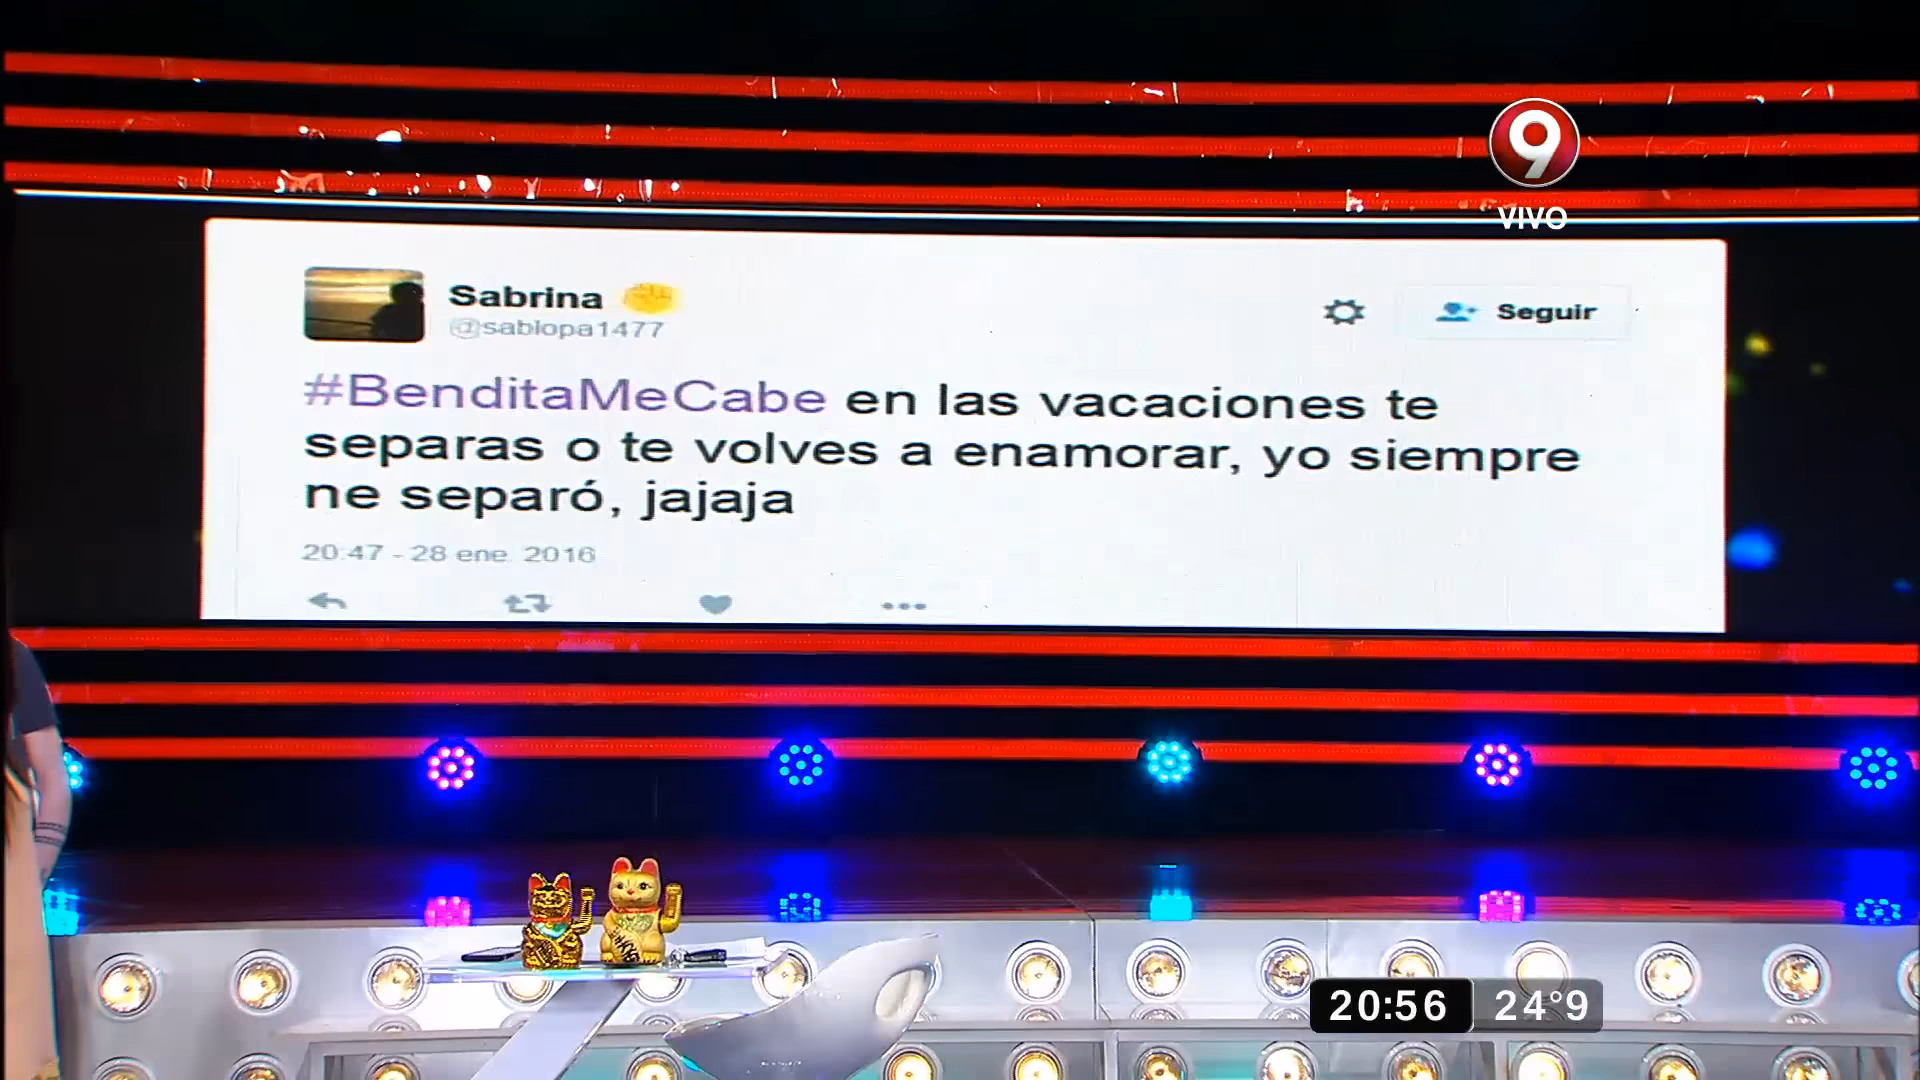 9
VIVO
Sabrina
@sablopa1477
Seguir
#BenditaMeCabe en las vacaciones te
separas o te volves a enamorar, yo siempre
ne separó, jajaja
20:47 - 28 ene. 2016
20:56 24°9